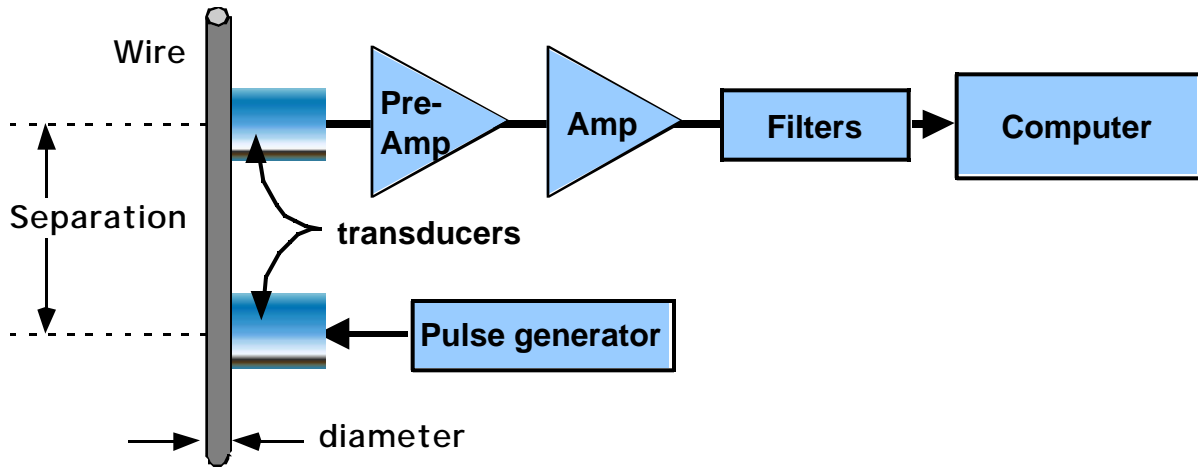 Wire
Pre-
Amp
Amp
Filters
Computer
Separation
transducers
Pulse generator
diameter